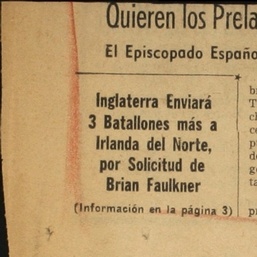 Quieren los Prela
El Episcopado Españo
Inglaterra Enviará
3 Batallones más a
Irlanda del Norte,
por Solicitud de
Brian Faulkner
(Información en la página 3)